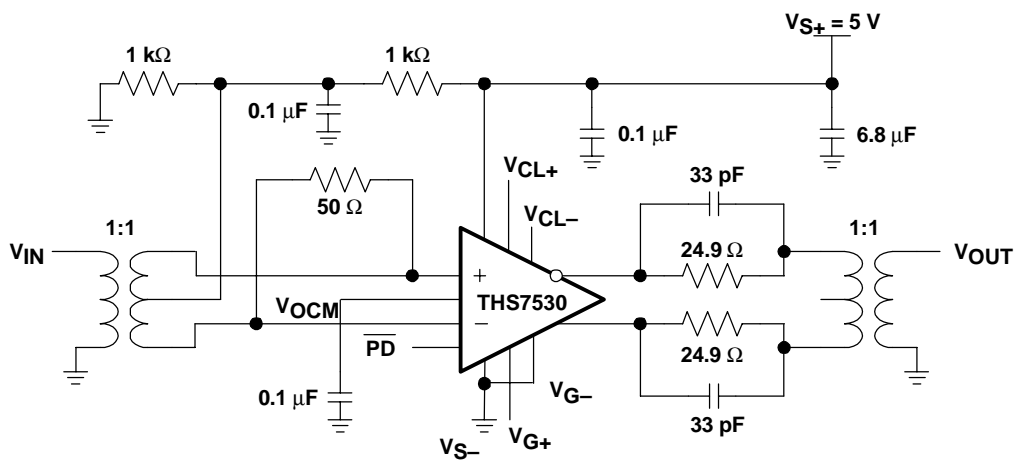 VS+ = 5 V
1 kΩ
1 kΩ
0.1 μF
0.1 μF
6.8 μF
VCL+
33 pF
50 Ω
VCL–
1:1
1:1
VIN
24.9 Ω
VOUT
+
THS7530
VOCM
–
PD
24.9 Ω
0.1 μF
VG–
33 pF
VS–
VG+